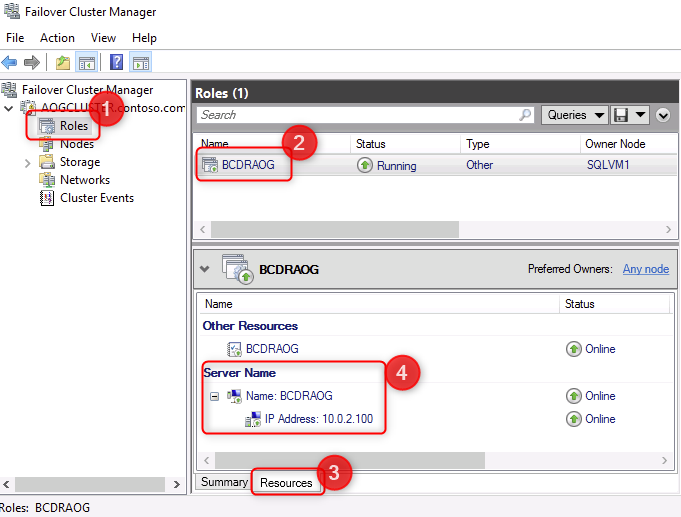 Failover Cluster Manager
File Action View Help
Failover Cluster Manager
AOGCLUSTER.contoso.com
1
Roles
Nodes
Storage
Networks
Cluster Events
Roles (1)
Search
Queries
Name Status Type Owner Node
2
BCDRAOG Running Other SQLVM1
BCDRAOG Preferred Owners: Any node
Name Status
Other Resources
BCDRAOG Online
Server Name
4
Name: BCDRAOG Online
IP Address: 10.0.2.100 Online
3
Summary Resources
Roles: BCDRAOG